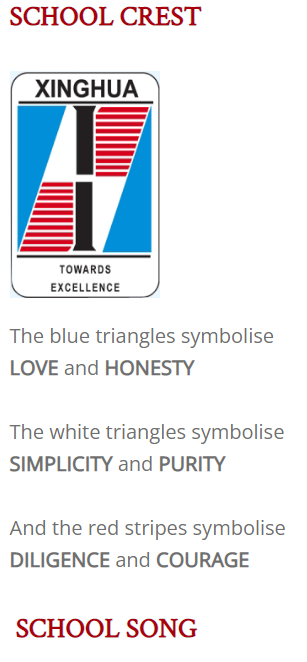 SCHOOL CREST
XINGHUA
TOWARDS
EXCELLENCE
The blue triangles symbolise
LOVE and HONESTY
The white triangles symbolise
SIMPLICITY and PURITY
And the red stripes symbolise
DILIGENCE and COURAGE
SCHOOL SONG